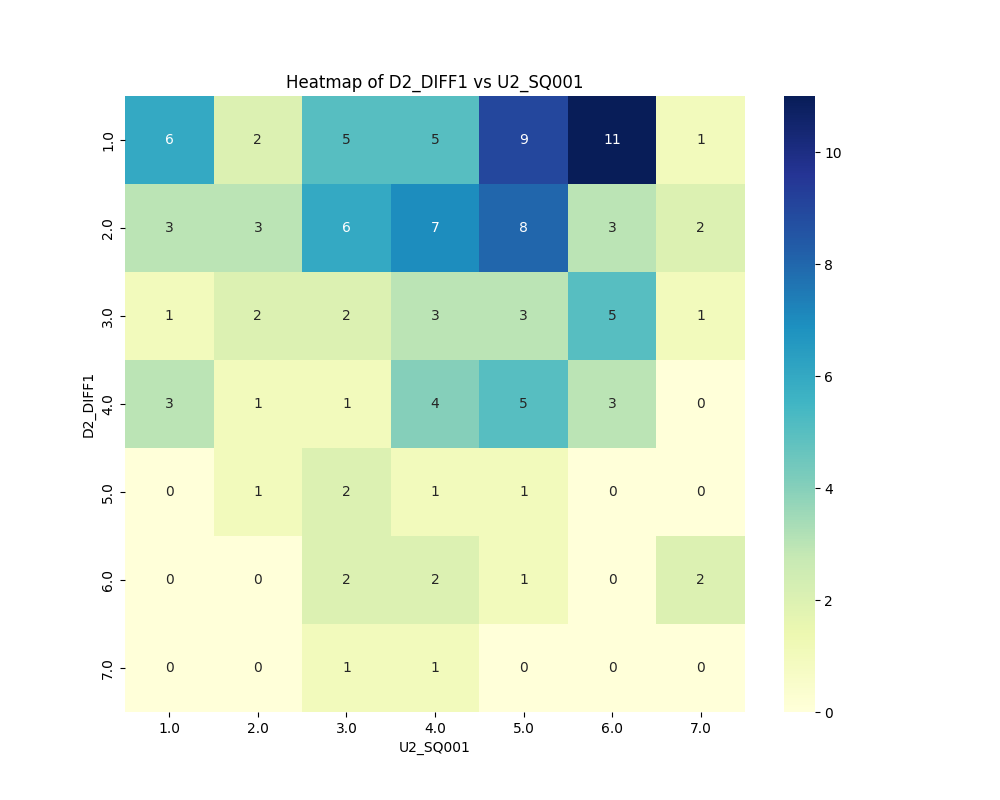 Heatmap of D2_DIFF1 vs U2_SQ001
1.0 6 2 5 5 9 11 1
2.0 3 3 6 7 8 3 2
3.0 1 2 2 3 3 5 1
4.0 3 1 1 4 5 3 0
5.0 0 1 2 1 1 0 0
6.0 0 0 2 2 1 0 2
7.0 0 0 1 1 0 0 0
D2_DIFF1
1.0 2.0 3.0 4.0 5.0 6.0 7.0
U2_SQ001
10
8
6
4
2
0